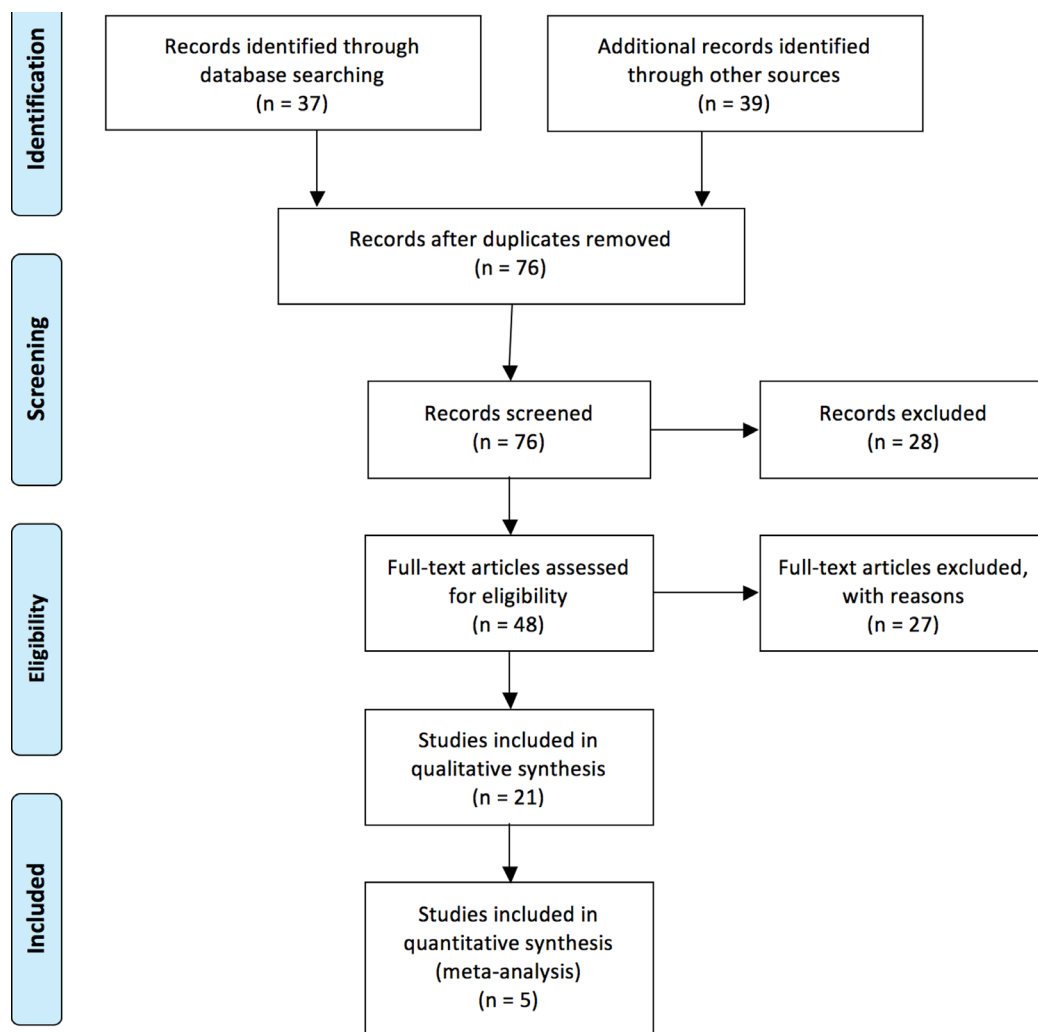 Identification
Records identified through
database searching
(n = 37)
Additional records identified
through other sources
(n = 39)
Records after duplicates removed
(n = 76)
Screening
Records screened
(n = 76)
Records excluded
(n = 28)
Eligibility
Full-text articles assessed
for eligibility
(n = 48)
Full-text articles excluded,
with reasons
(n = 27)
Studies included in
qualitative synthesis
(n = 21)
Included
Studies included in
quantitative synthesis
(meta-analysis)
(n = 5)